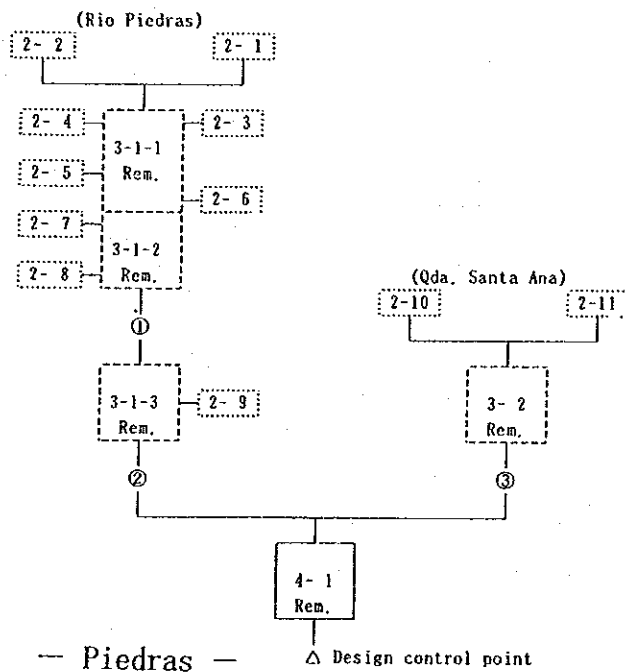 (Rio Piedras)
2- 2
2- 1
2- 4
2- 3
3-1-1
Rem.
2- 5
2- 6
2- 7
3-1-2
Rem.
2- 8
①
(Qda. Santa Ana)
2-10
2-11
3-1-3
Rem.
2- 9
3- 2
Rem.
②
③
4- 1
Rem.
— Piedras —
△ Design control point